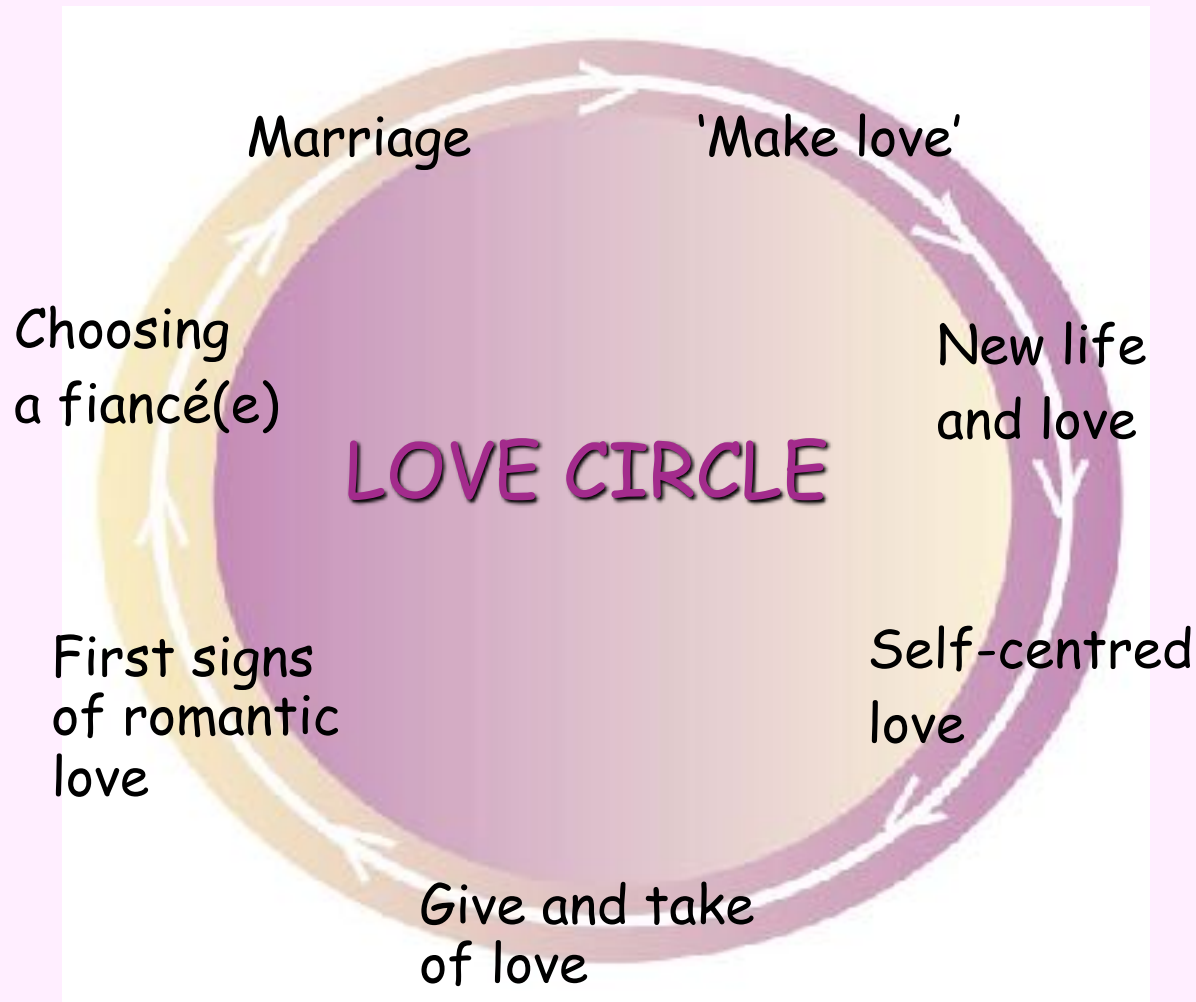 Marriage
‘Make love’
Choosing
a fiancé(e)
New life
and love
LOVE CIRCLE
First signs
of romantic
love
Self-centred
love
Give and take
of love